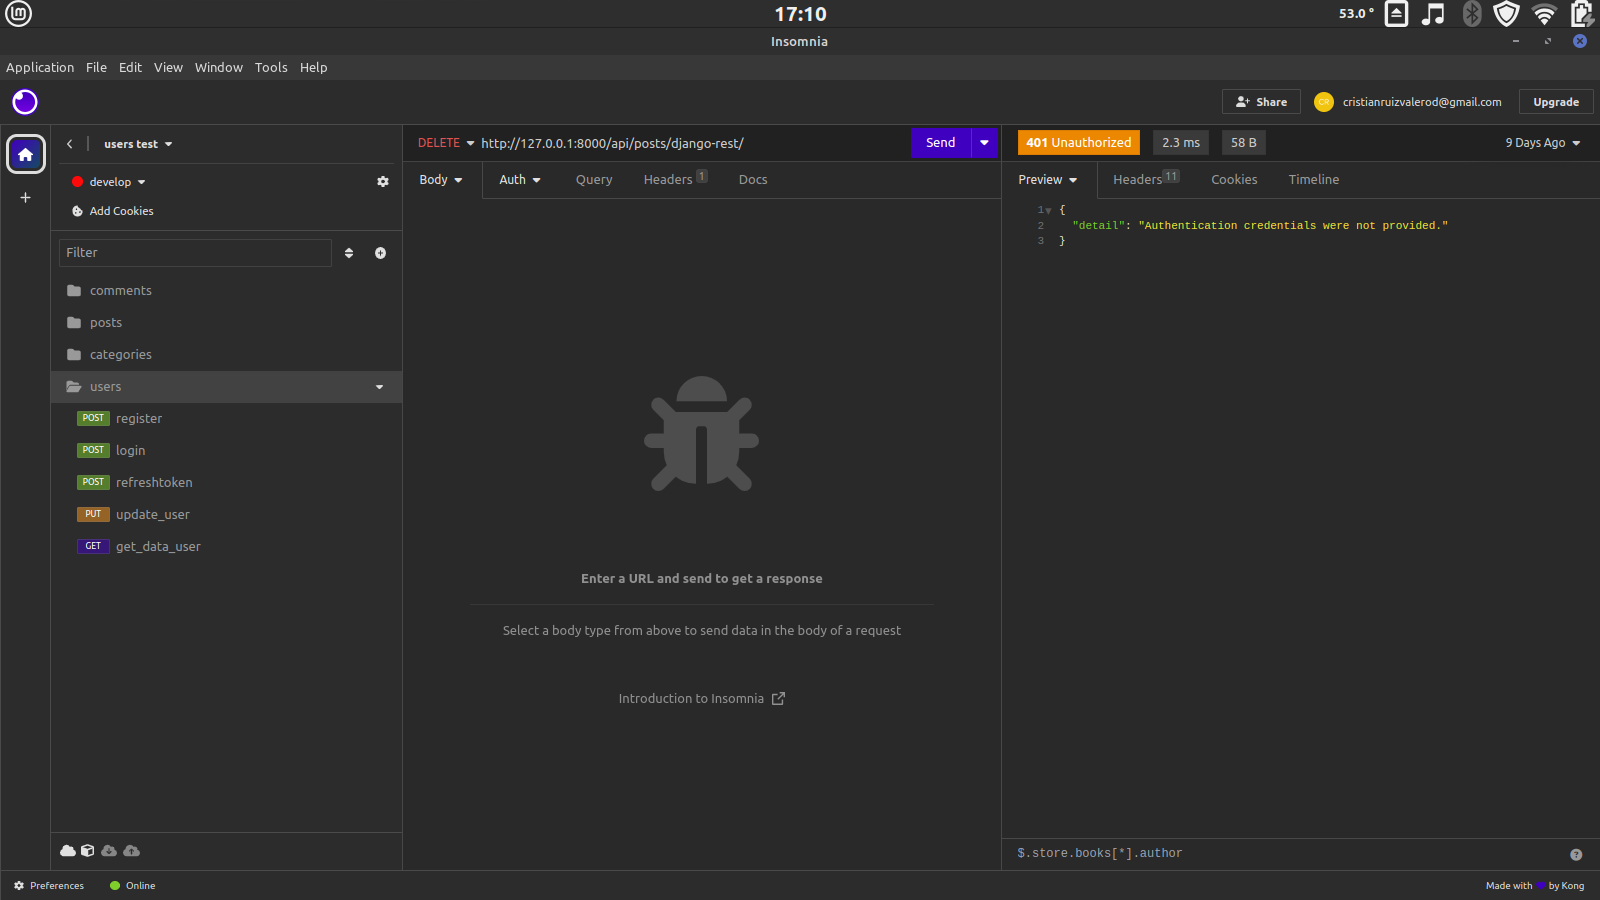 17:10
53.0 °
Insomnia
Application File Edit View Window Tools Help
Share
CR
cristianruizvalerod@gmail.com
Upgrade
users test
DELETE http://127.0.0.1:8000/api/posts/django-rest/
Send
401 Unauthorized
2.3 ms
58 B
9 Days Ago
develop
Add Cookies
Body
Auth
Query
Headers 1
Docs
Preview
Headers 11
Cookies
Timeline
1 {
2 "detail": "Authentication credentials were not provided."
3 }
Filter
comments
posts
categories
users
POST register
POST login
POST refreshtoken
PUT update_user
GET get_data_user
Enter a URL and send to get a response
Select a body type from above to send data in the body of a request
Introduction to Insomnia
$.store.books[*].author
Preferences
Online
Made with by Kong